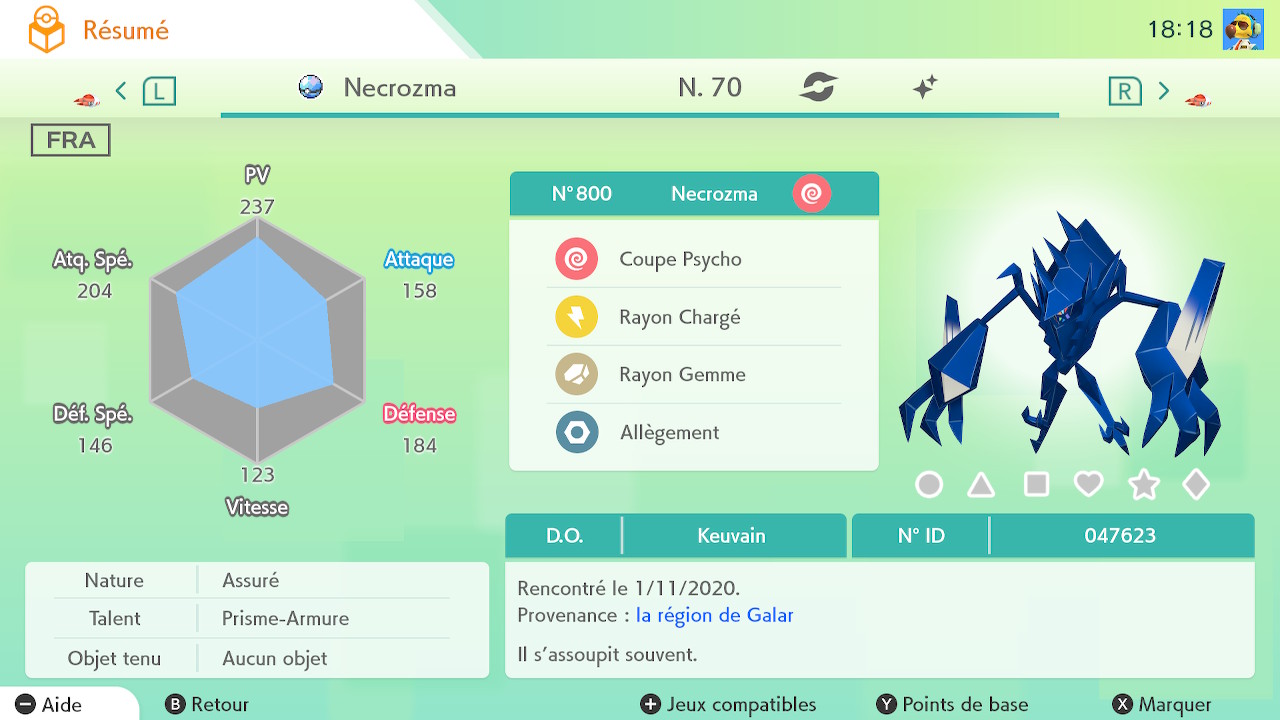 Résumé
18:18
L
Necrozma
N. 70
R
FRA
PV
237
Atq. Spé.
204
Attaque
158
Déf. Spé.
146
Défense
184
123
Vitesse
N°800 Necrozma
Coupe Psycho
Rayon Chargé
Rayon Gemme
Allègement
D.O. Keuvain N° ID 047623
Rencontré le 1/11/2020.
Provenance : la région de Galar
Il s'assoupit souvent.
Nature Assuré
Talent Prisme-Armure
Objet tenu Aucun objet
Aide B Retour Jeux compatibles Y Points de base X Marquer